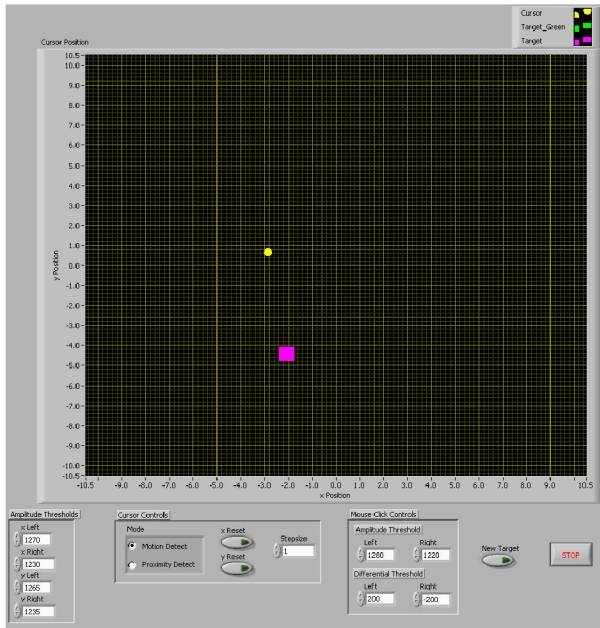 Cursor
Target_Green
Target
Cursor Position
10.5
10.0
9.0
8.0
7.0
6.0
5.0
4.0
3.0
2.0
1.0
0.0
-1.0
-2.0
-3.0
-4.0
-5.0
-6.0
-7.0
-8.0
-9.0
-10.0
-10.5
y Position
-10.5 -9.0 -8.0 -7.0 -6.0 -5.0 -4.0 -3.0 -2.0 -1.0 0.0 1.0 2.0 3.0 4.0 5.0 6.0 7.0 8.0 9.0 10.5
x Position
Amplitude Thresholds
x Left
1270
x Right
1230
y Left
1265
y Right
1235
Cursor Controls
Mode
Motion Detect
Proximity Detect
x Reset
y Reset
Stepsize
1
Mouse Click Controls
Amplitude Threshold
Left Right
1280 1220
Differential Threshold
Left Right
200 -200
New Target
STOP